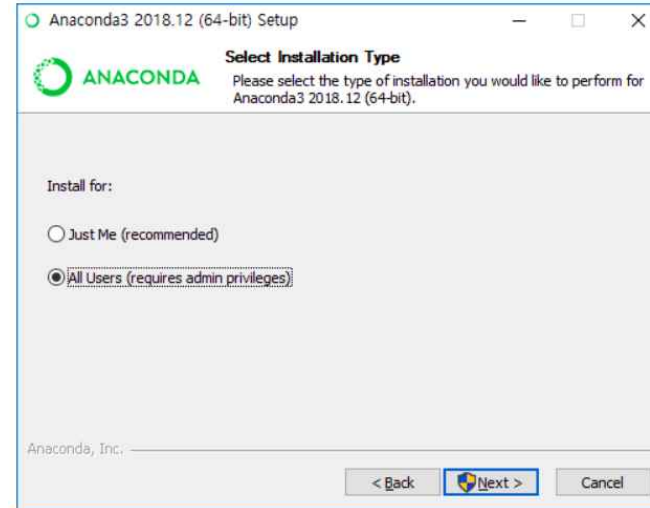 Anaconda3 2018.12 (64-bit) Setup
ANACONDA
Select Installation Type
Please select the type of installation you would like to perform for
Anaconda3 2018.12 (64-bit).
Install for:
Just Me (recommended)
All Users (requires admin privileges)
Anaconda, Inc.
< Back
Next >
Cancel